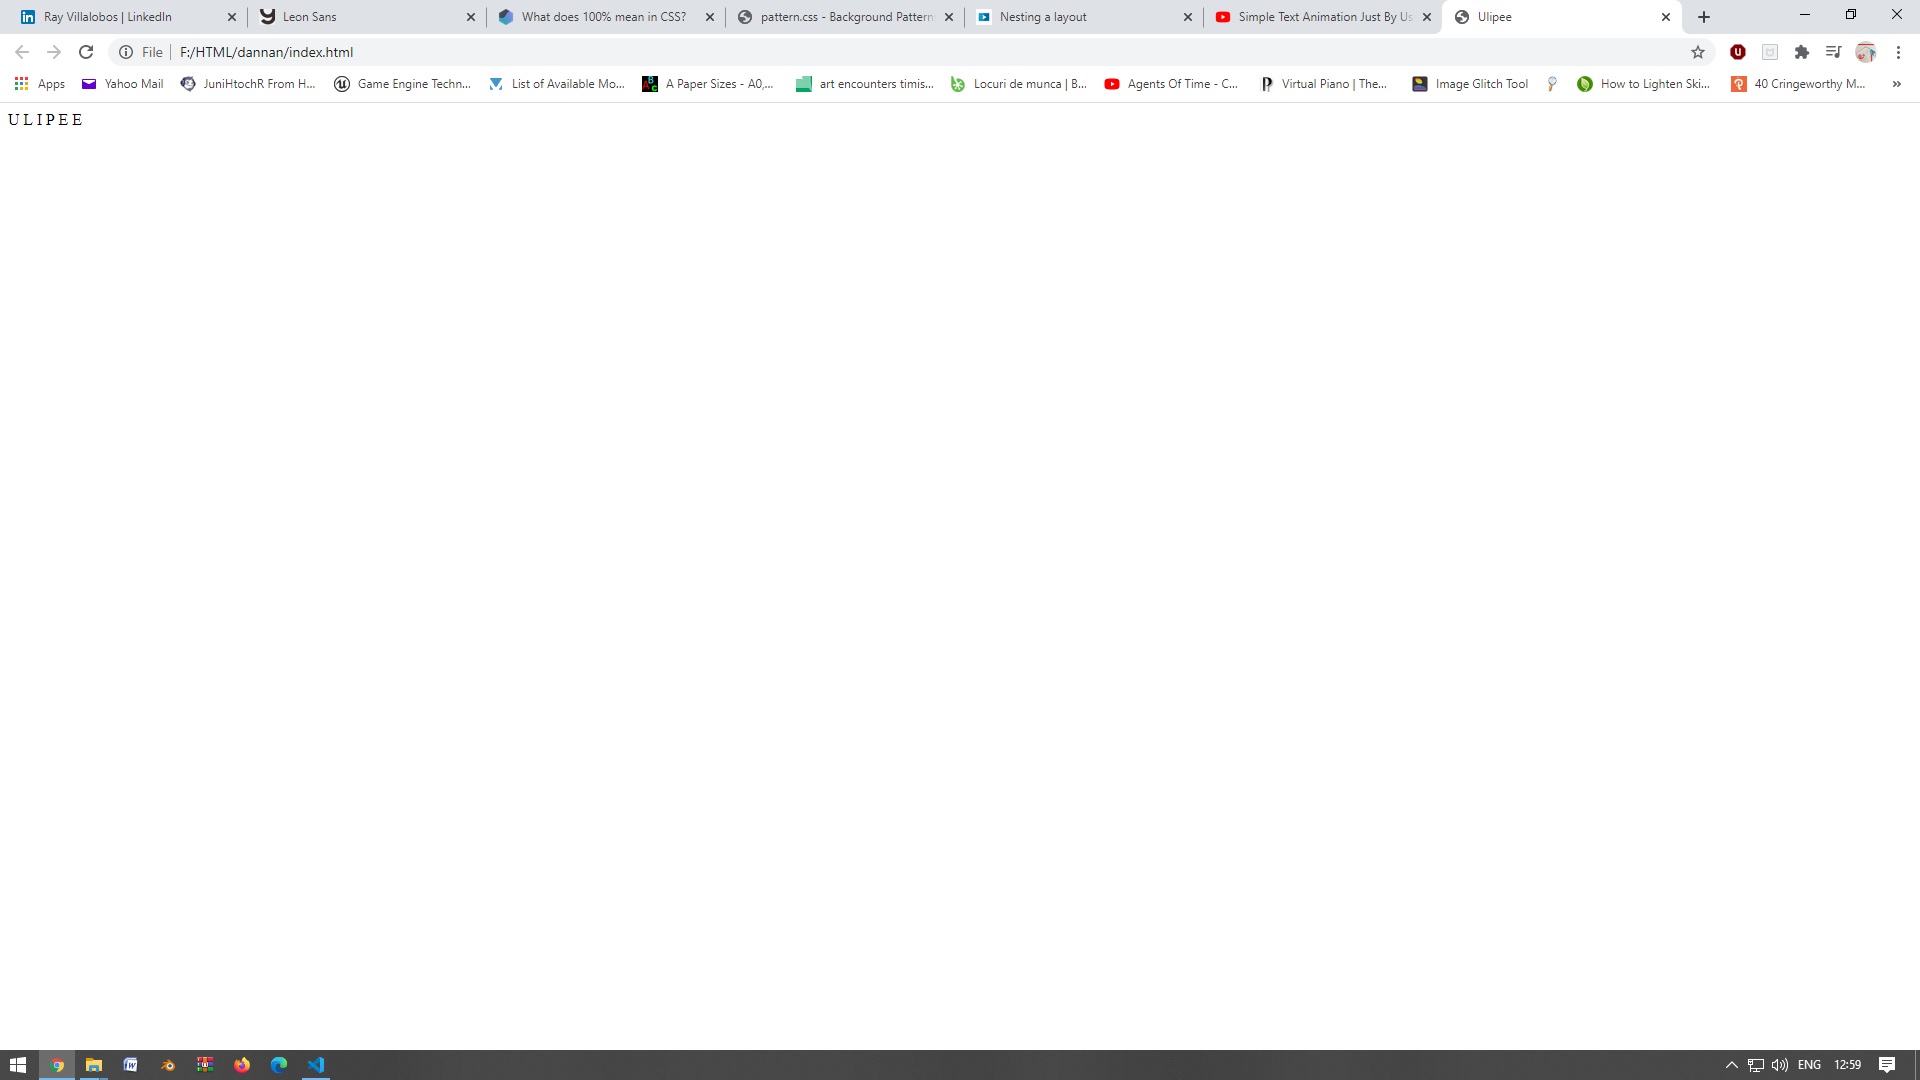 Ray Villalobos | LinkedIn
Leon Sans
What does 100% mean in CSS?
pattern.css - Background Pattern
Nesting a layout
Simple Text Animation Just By Us
Ulipee
File
F:/HTML/dannan/index.html
Apps
Yahoo Mail
JuniHtochR From H...
Game Engine Techn...
List of Available Mo...
A Paper Sizes - A0,...
art encounters timis...
Locuri de munca | B...
Agents Of Time - C...
Virtual Piano | The...
Image Glitch Tool
How to Lighten Ski...
40 Cringeworthy M...
U L I P E E
ENG
12:59